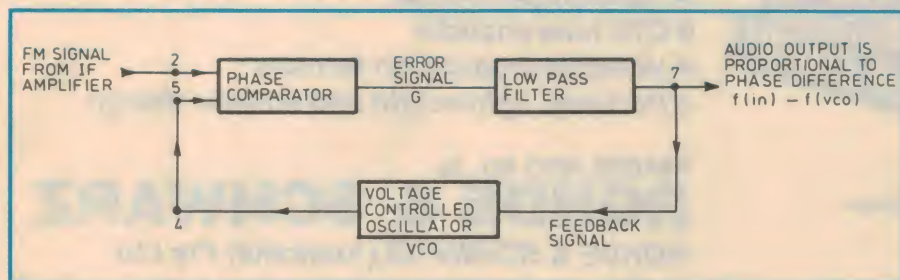 FM SIGNAL
FROM IF
AMPLIFIER
2
5
PHASE
COMPARATOR
ERROR
SIGNAL
G
LOW PASS
FILTER
7
AUDIO OUTPUT IS
PROPORTIONAL TO
PHASE DIFFERENCE
f(in) – f(vco)
4
VOLTAGE
CONTROLLED
OSCILLATOR
VCO
FEEDBACK
SIGNAL